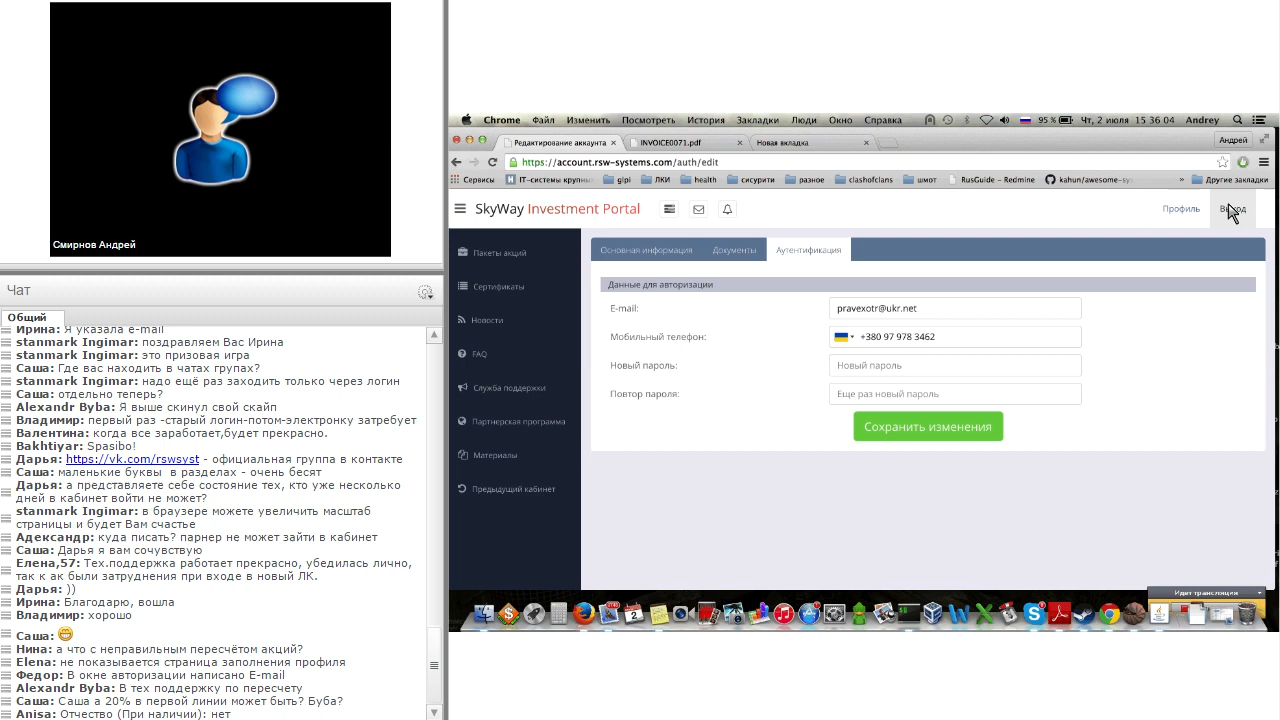 Смирнов Андрей
Чат
Общий
Ирина: Я указала e-mail
stanmark Ingimar: поздравляем Вас Ирина
stanmark Ingimar: это призовая игра
Саша: Где вас находить в чатах групах?
stanmark Ingimar: надо ещё раз заходить только через логин
Саша: отдельно теперь?
Alexandr Byba: Я выше скинул свой скайп
Владимир: первый раз -старый логин-потом-электронку затребует
Валентина: когда все заработает,будет прекрасно.
Bakhtiyar: Spasibo!
Дарья: https://vk.com/rswsyst - официальная группа в контакте
Саша: маленькие буквы в разделах - очень бесят
Дарья: а представляете себе состояние тех, кто уже несколько
дней в кабинет войти не может?
stanmark Ingimar: в браузере можете увеличить масштаб
страницы и будет Вам счастье
Адександр: куда писать? парнер не может зайти в кабинет
Саша: Дарья я вам сочувствую
Елена,57: Тех.поддержка работает прекрасно, убедилась лично,
так к ак были затруднения при входе в новый ЛК.
Дарья: ))
Ирина: Благодарю, вошла
Владимир: хорошо
Саша:
Нина: а что с неправильным пересчётом акций?
Elena: не показывается сраница заполнения профиля
Федор: В окне авторизации написано E-mail
Alexandr Byba: В тех поддержку по пересчету
Саша: Саша а 20% в первой линии может быть? Буба?
Anisa: Отчество (При наличии): нет
Chrome Файл Изменить Посмотреть История Закладки Люди Окно Справка 95 % Чт, 2 июля 15 36 04 Andrey
Редактирование аккаунта INVOICE0071.pdf Новая вкладка Андрей
https://account.rsw-systems.com/auth/edit
Сервисы IT-системы крупны glpi ЛКИ health сисурити разное clashofclans шмот RusGuide - Redmine kahun/awesome-sy » Другие закладки
SkyWay Investment Portal Профиль
Пакеты акций
Сертификаты
Новости
FAQ
Служба поддержки
Партнерская программа
Материалы
Предыдущий кабинет
Основная информация Документы Аутентификация
Данные для авторизации
E-mail: pravexotr@ukr.net
Мобильный телефон: +380 97 978 3462
Новый пароль: Новый пароль
Повтор пароля: Еще раз новый пароль
Сохранить изменения
Идет трансляция